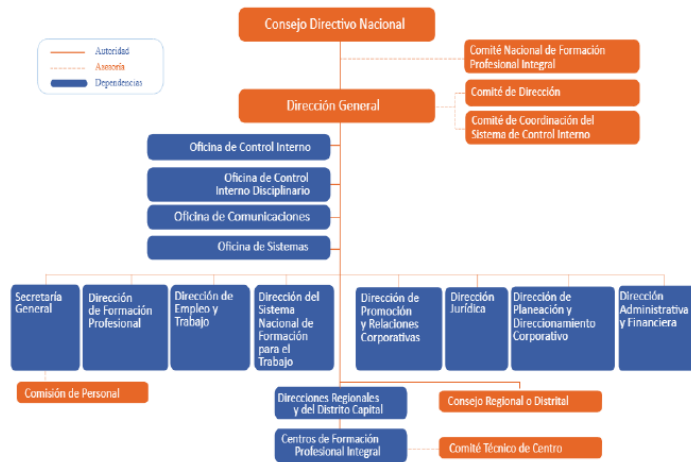 Consejo Directivo Nacional
Autoridad
Asesoría
Dependencias
Comité Nacional de Formación
Profesional Integral
Dirección General
Comité de Dirección
Comité de Coordinación del
Sistema de Control Interno
Oficina de Control Interno
Oficina de Control
Interno Disciplinario
Oficina de Comunicaciones
Oficina de Sistemas
Secretaría
General
Dirección
de Formación
Profesional
Dirección de
Empleo y
Trabajo
Dirección del
Sistema
Nacional de
Formación
para el
Trabajo
Dirección de
Promoción
y Relaciones
Corporativas
Dirección
Jurídica
Dirección de
Planeación y
Direccionamiento
Corporativo
Dirección
Administrativa
y Financiera
Comisión de Personal
Direcciones Regionales
y del Distrito Capital
Consejo Regional o Distrital
Centros de Formación
Profesional Integral
Comité Técnico de Centro